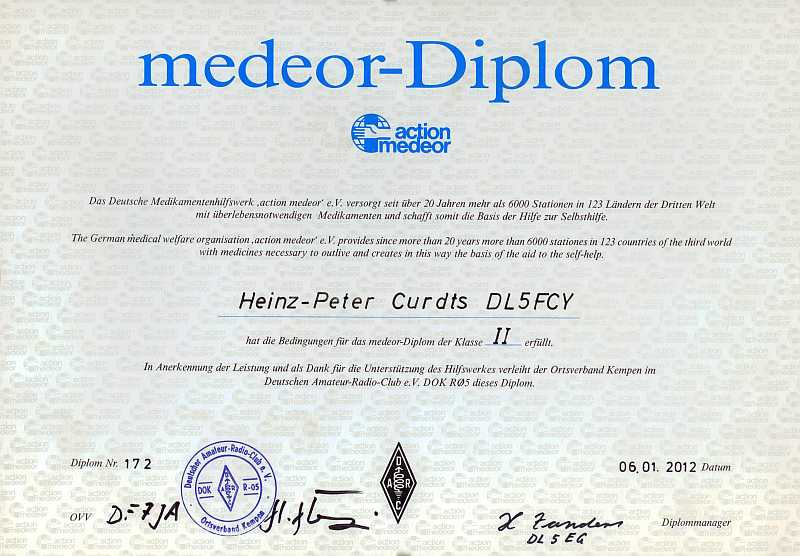 medeor-Diplom
action
medeor
Das Deutsche Medikamentenhilfswerk ‚action medeor‘ e.V. versorgt seit über 20 Jahren mehr als 6000 Stationen in 123 Ländern der Dritten Welt
mit überlebensnotwendigen Medikamenten und schafft somit die Basis der Hilfe zur Selbsthilfe.
The German medical welfare organisation ‚action medeor‘ e.V. provides since more than 20 years more than 6000 stationes in 123 countries of the third world
with medicines necessary to outlive and creates in this way the basis of the aid to the self-help.
Heinz-Peter Curdts DL5FCY
hat die Bedingungen für das medeor-Diplom der Klasse II erfüllt.
In Anerkennung der Leistung und als Dank für die Unterstützung des Hilfswerkes verleiht der Ortsverband Kempen im
Deutschen Amateur-Radio-Club e.V. DOK RØ5 dieses Diplom.
Diplom Nr. 172
06.01.2012 Datum
Deutscher Amateur-Radio-Club e.V.
DOK R-05
Ortsverband Kempen
D
A R
C
OVV
Diplommanager
DL5EG